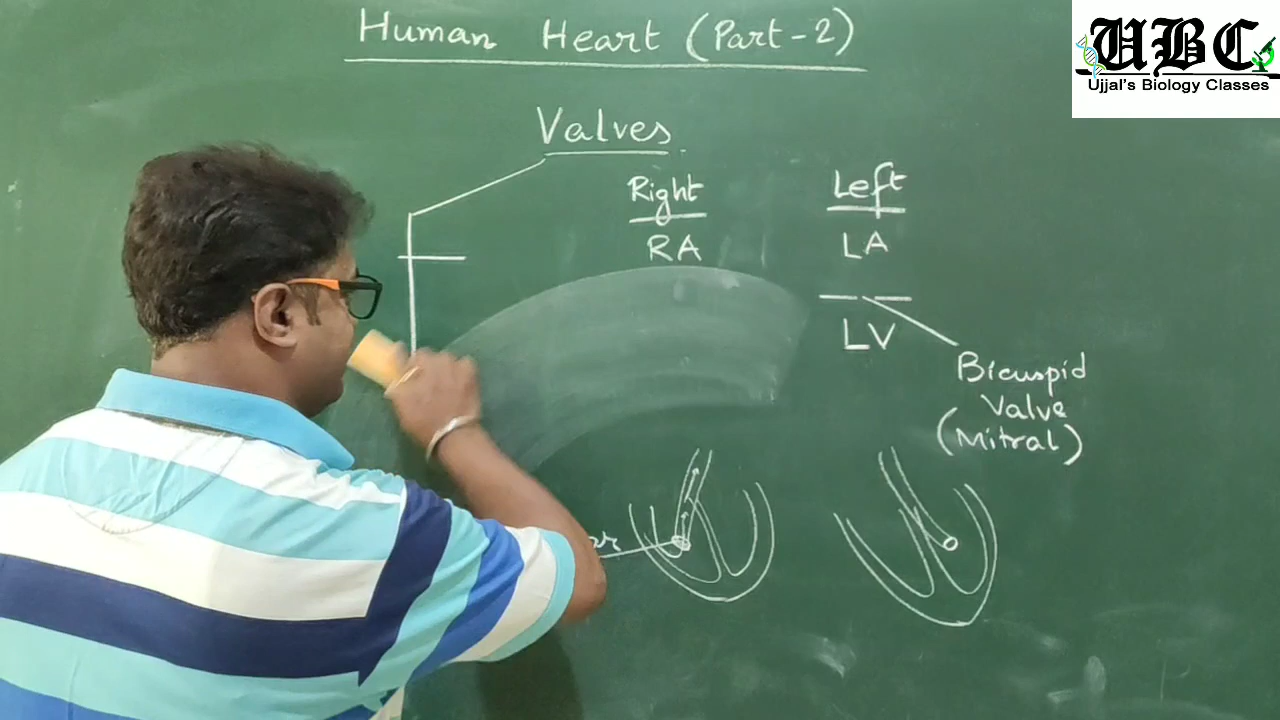 Human Heart (Part-2)
UBC
Ujjal's Biology Classes
Valves
Right
Left
RA
LA
LV
Bicuspid
Valve
(Mitral)